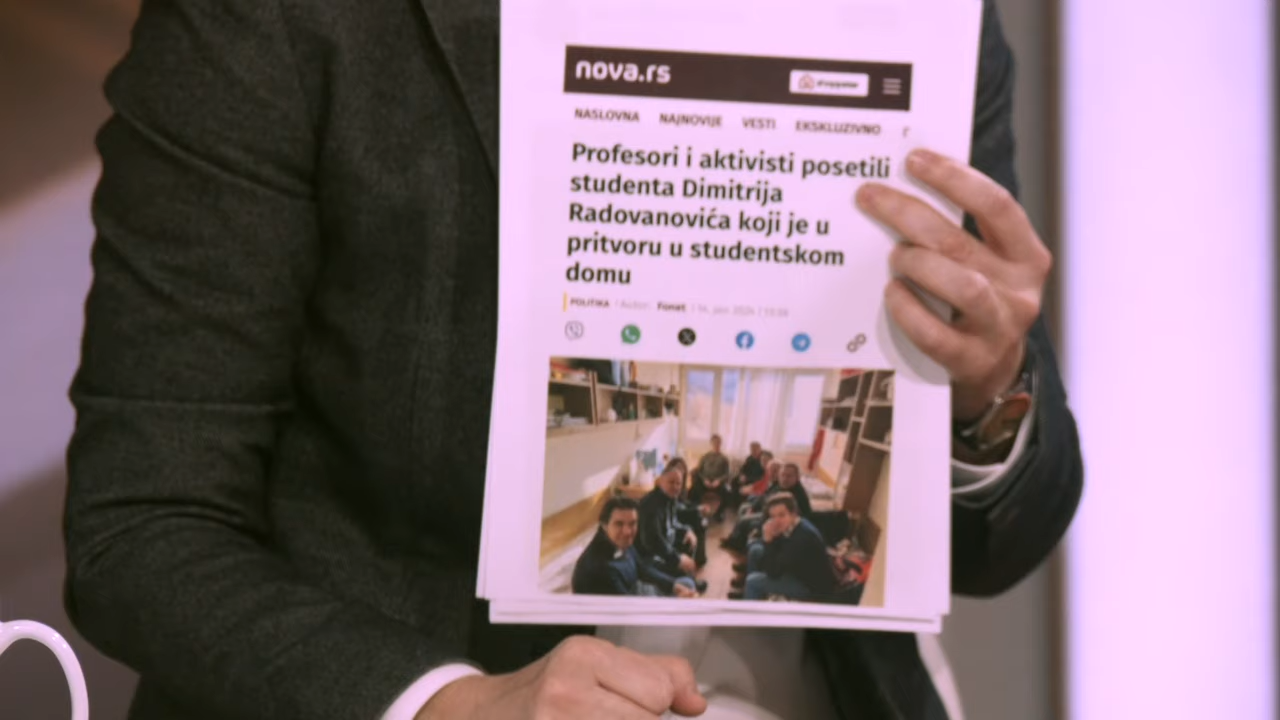 nova.rs
NASLOVNA NAJNOVIJE VESTI EKSKLUZIVNO
Profesori i aktivisti posetili
studenta Dimitrija
Radovanovića koji je u
pritvoru u studentskom
domu
POLITIKA | Autor: Fonet